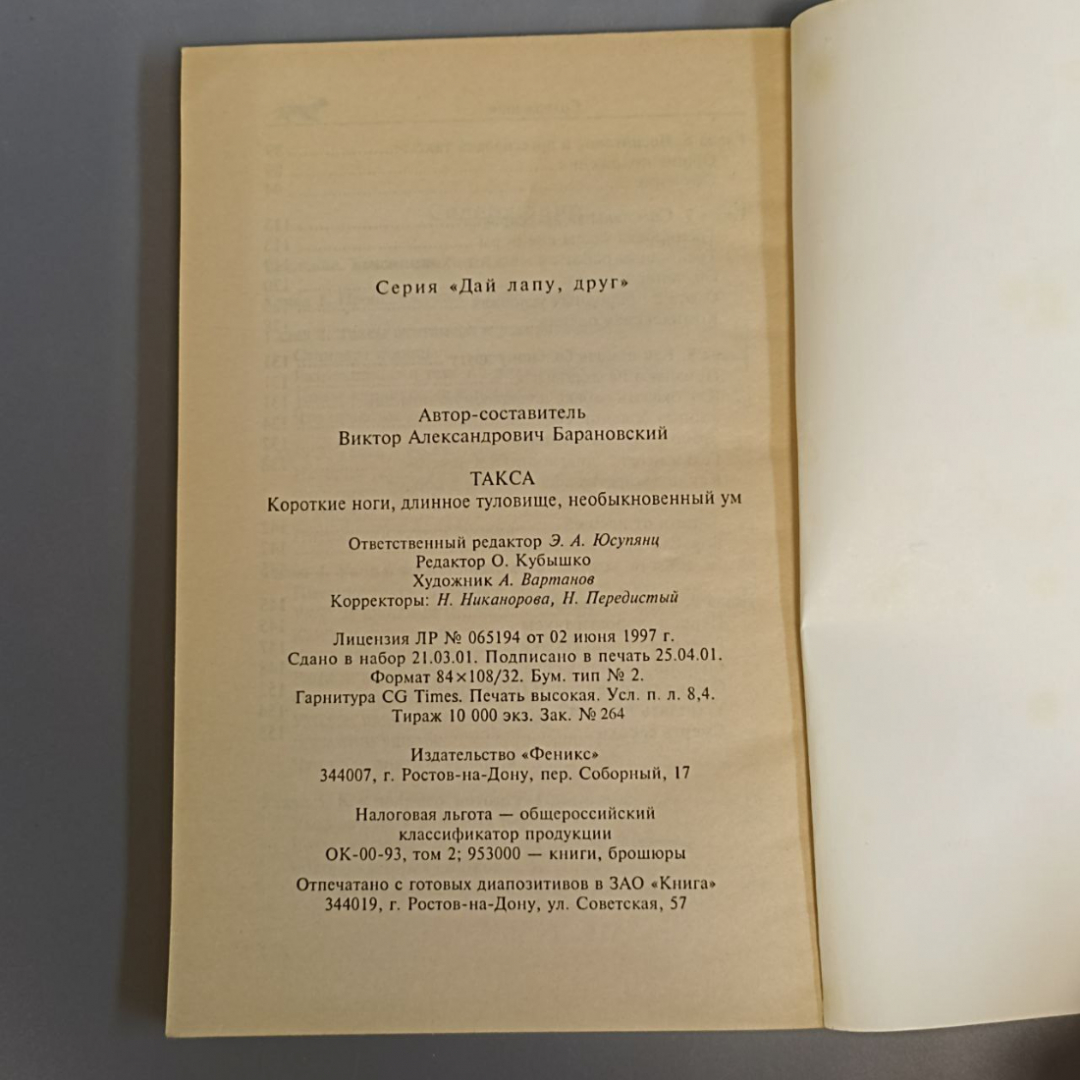 Серия «Дай лапу, друг»
Автор-составитель
Виктор Александрович Барановский
ТАКСА
Короткие ноги, длинное туловище, необыкновенный ум
Ответственный редактор Э. А. Юсупянц
Редактор О. Кубышко
Художник А. Вартанов
Корректоры: Н. Никанорова, Н. Передистый
Лицензия ЛР № 065194 от 02 июня 1997 г.
Сдано в набор 21.03.01. Подписано в печать 25.04.01.
Формат 84×108/32. Бум. тип № 2.
Гарнитура CG Times. Печать высокая. Усл. п. л. 8,4.
Тираж 10 000 экз. Зак. № 264
Издательство «Феникс»
344007, г. Ростов-на-Дону, пер. Соборный, 17
Налоговая льгота — общероссийский
классификатор продукции
ОК-00-93, том 2; 953000 — книги, брошюры
Отпечатано с готовых диапозитивов в ЗАО «Книга»
344019, г. Ростов-на-Дону, ул. Советская, 57